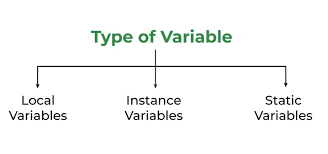 Type of Variable
Local
Variables
Instance
Variables
Static
Variables